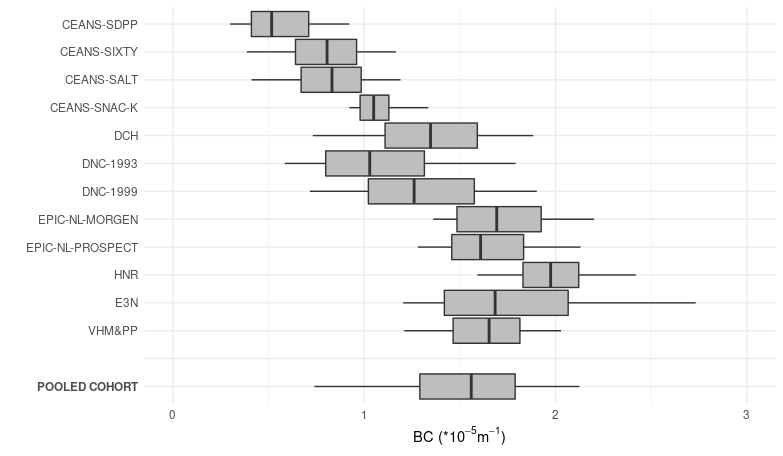 CEANS-SDPP
CEANS-SIXTY
CEANS-SALT
CEANS-SNAC-K
DCH
DNC-1993
DNC-1999
EPIC-NL-MORGEN
EPIC-NL-PROSPECT
HNR
E3N
VHM&PP
POOLED COHORT
0 1 2 3
BC (*10⁻⁵m⁻¹)